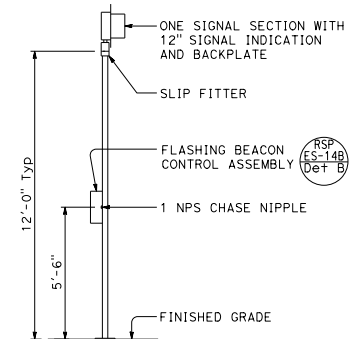 ONE SIGNAL SECTION WITH
12" SIGNAL INDICATION
AND BACKPLATE
SLIP FITTER
FLASHING BEACON
CONTROL ASSEMBLY
RSP
ES-14B
Det B
12'-0" Typ
1 NPS CHASE NIPPLE
5'-6"
FINISHED GRADE